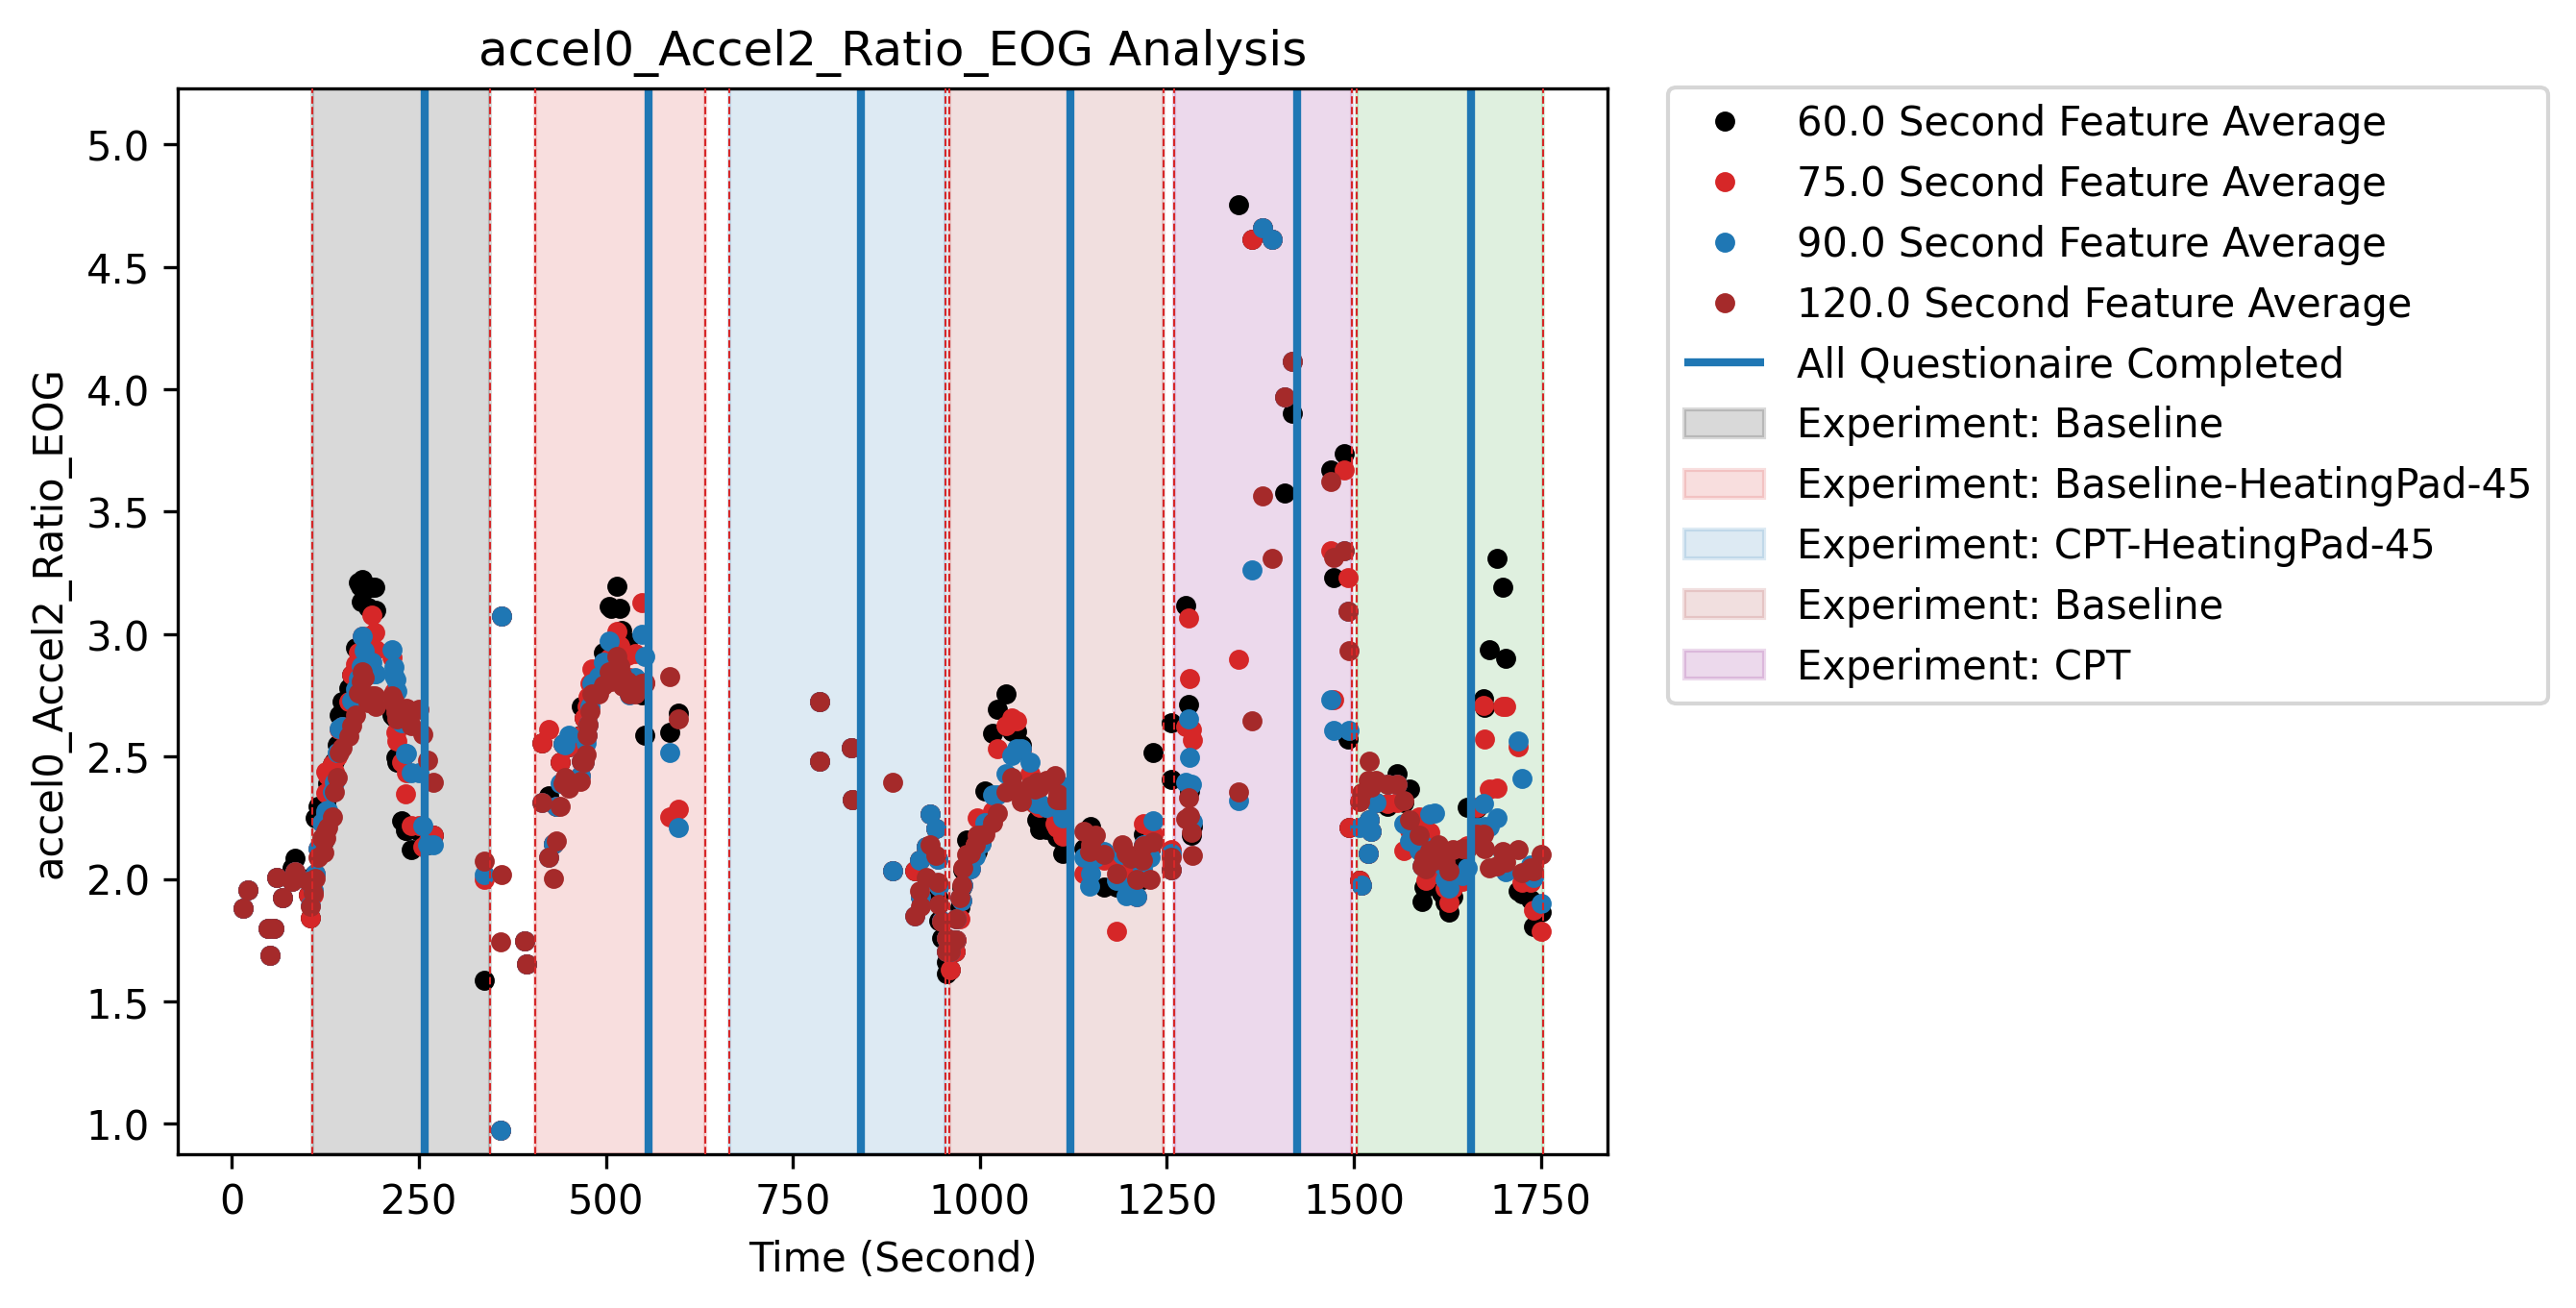 accel0_Accel2_Ratio_EOG Analysis
accel0_Accel2_Ratio_EOG
5.0
4.5
4.0
3.5
3.0
2.5
2.0
1.5
1.0
0 250 500 750 1000 1250 1500 1750
Time (Second)
60.0 Second Feature Average
75.0 Second Feature Average
90.0 Second Feature Average
120.0 Second Feature Average
All Questionaire Completed
Experiment: Baseline
Experiment: Baseline-HeatingPad-45
Experiment: CPT-HeatingPad-45
Experiment: Baseline
Experiment: CPT